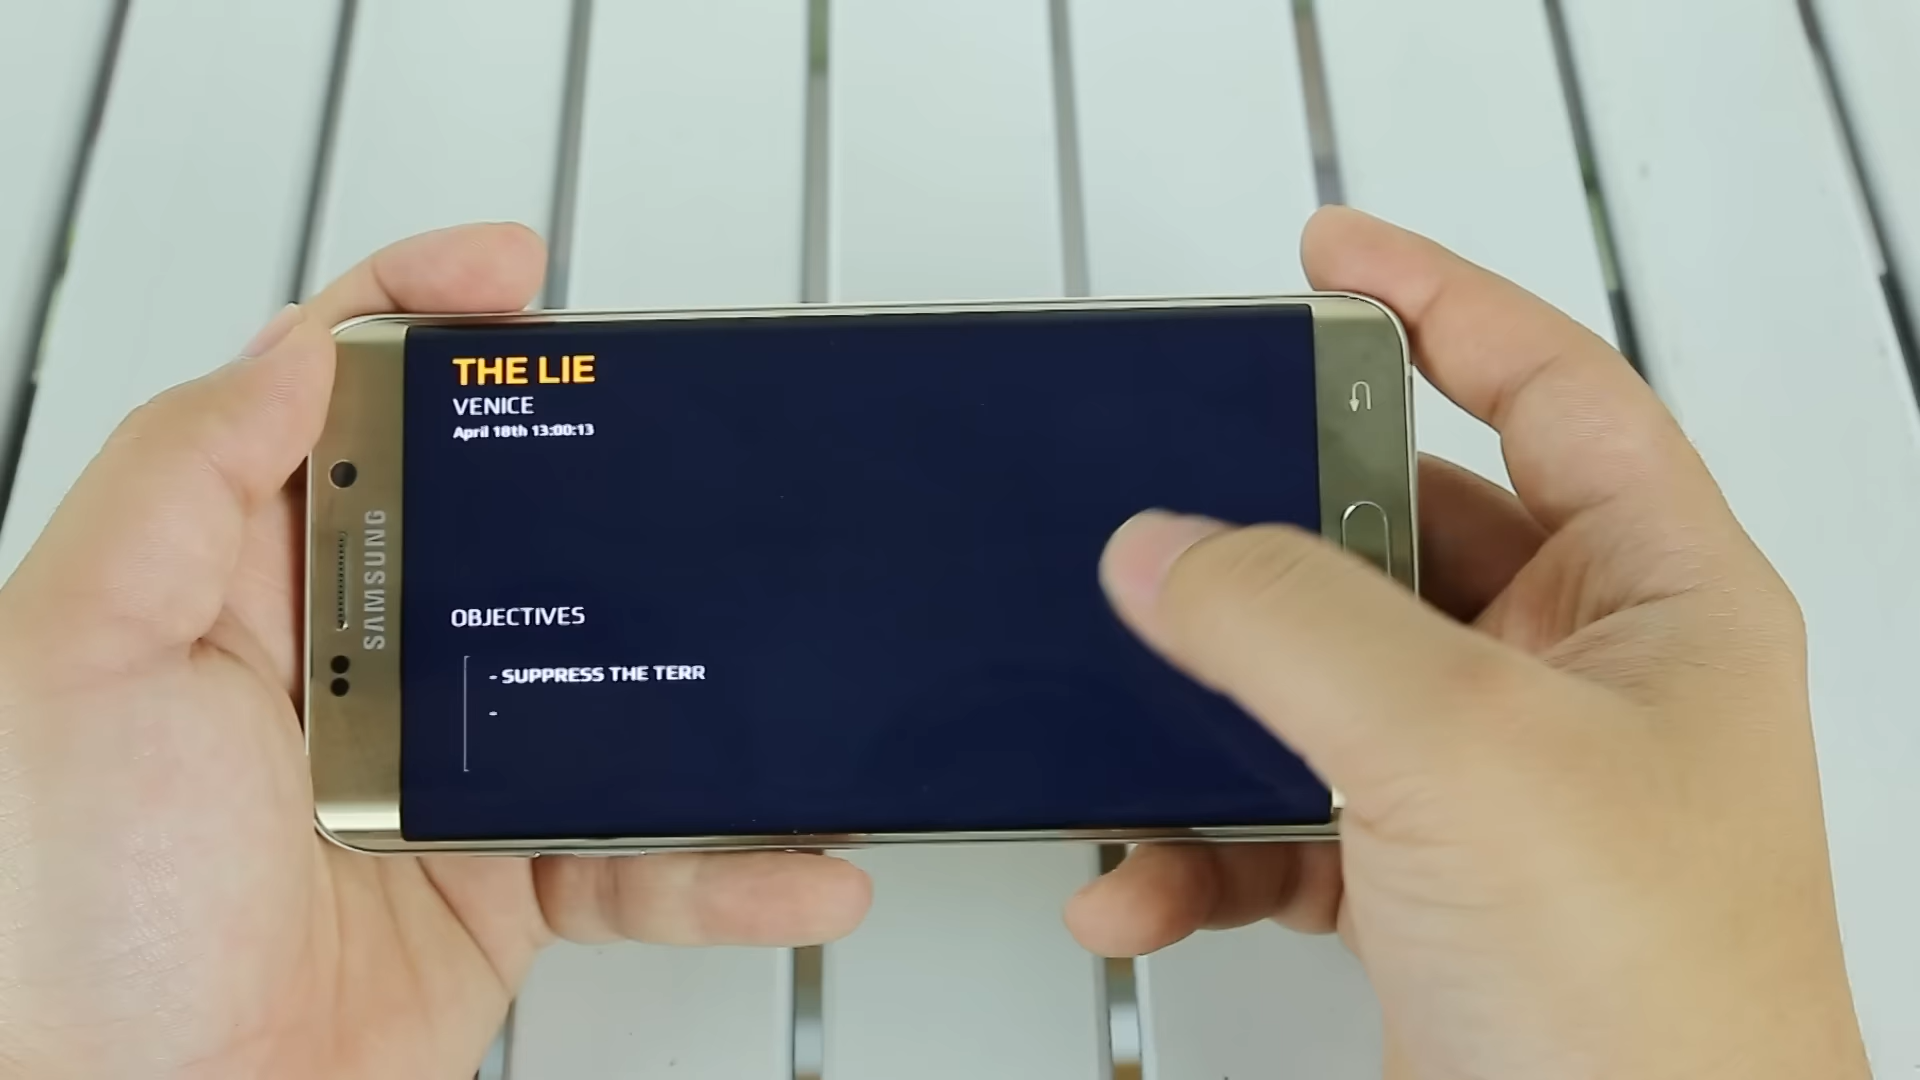 THE LIE
VENICE
April 18th 13:00:13
OBJECTIVES
- SUPPRESS THE TERR
-
SAMSUNG